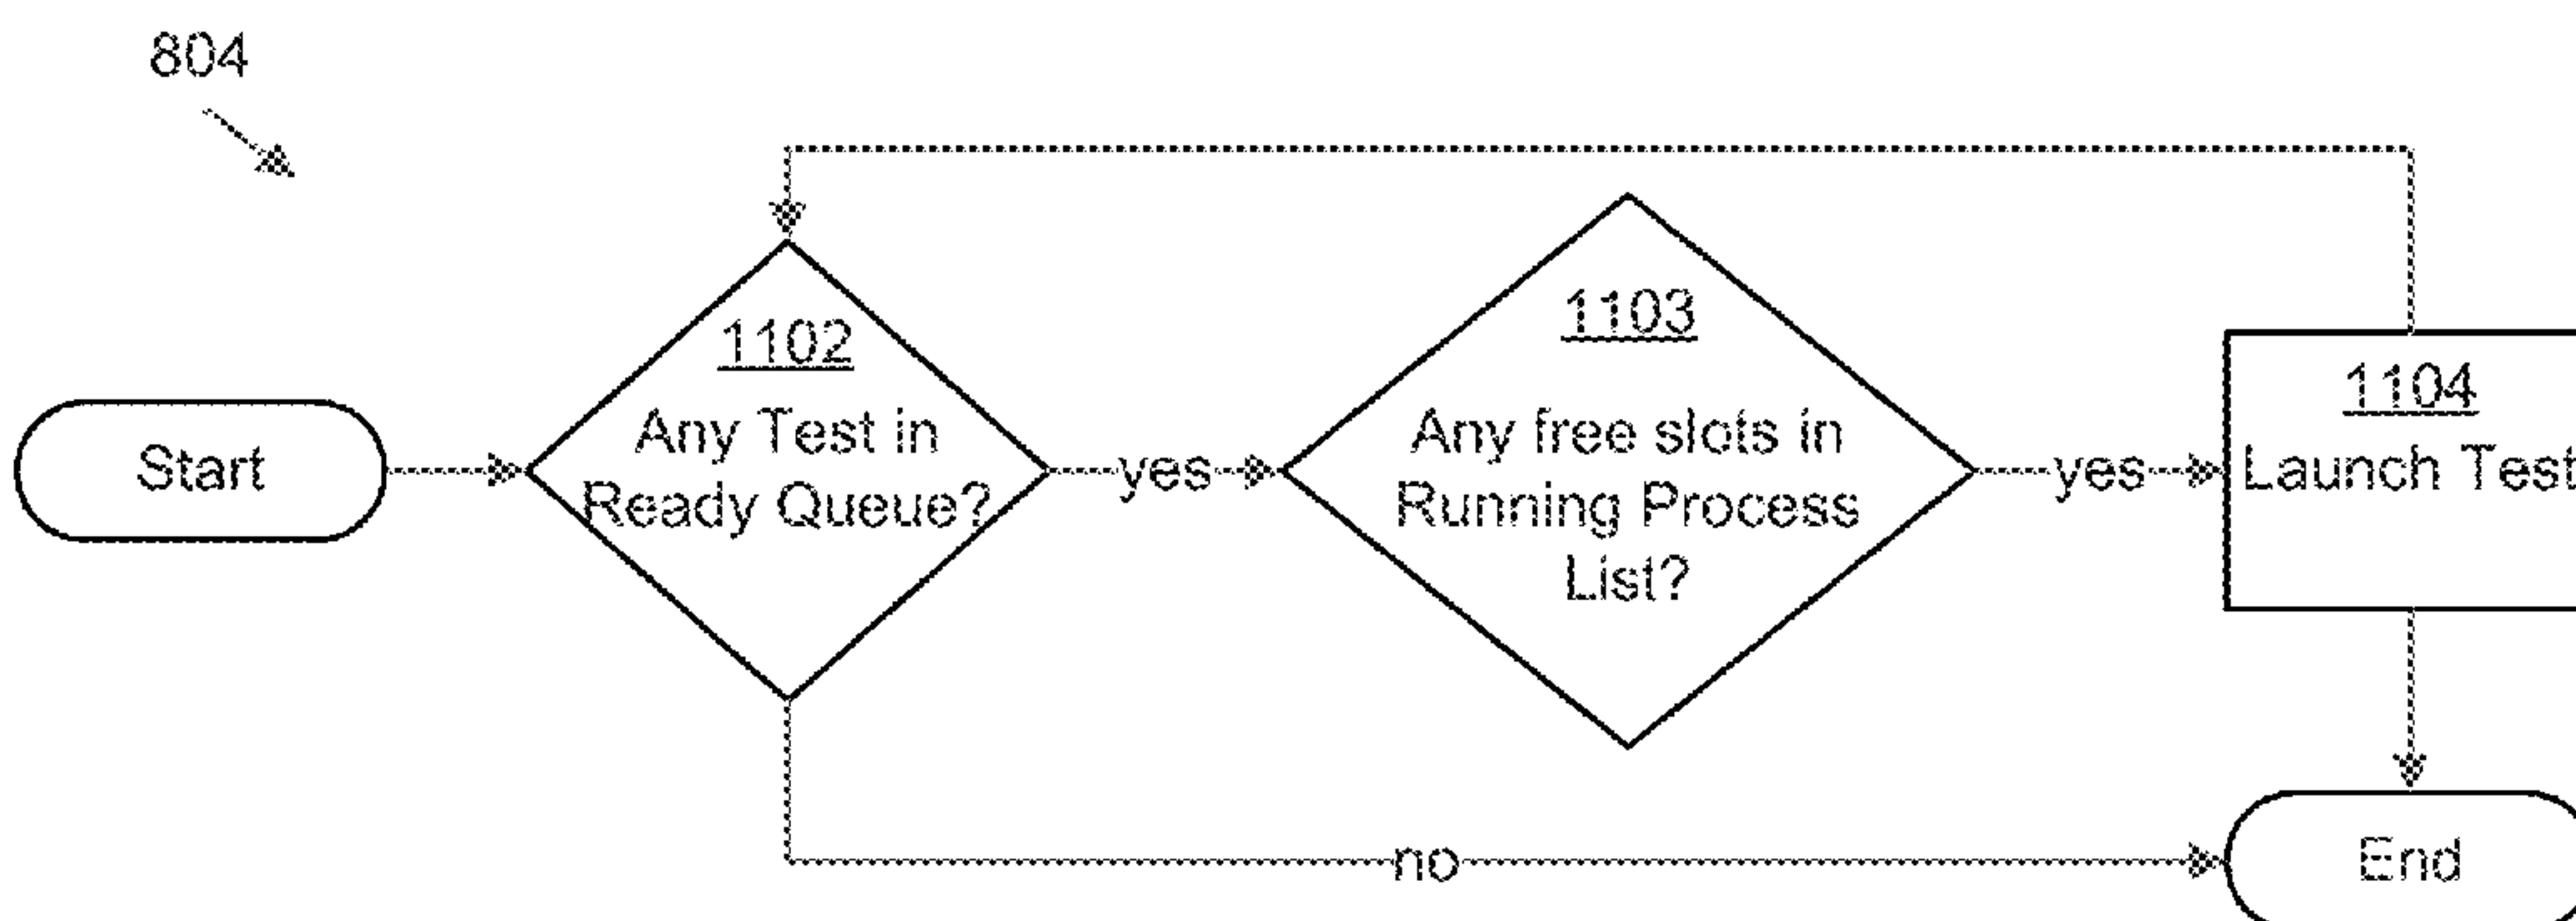 804
Start
1102
Any Test in
Ready Queue?
yes
1103
Any free slots in
Running Process
List?
yes
1104
Launch Test
no
End